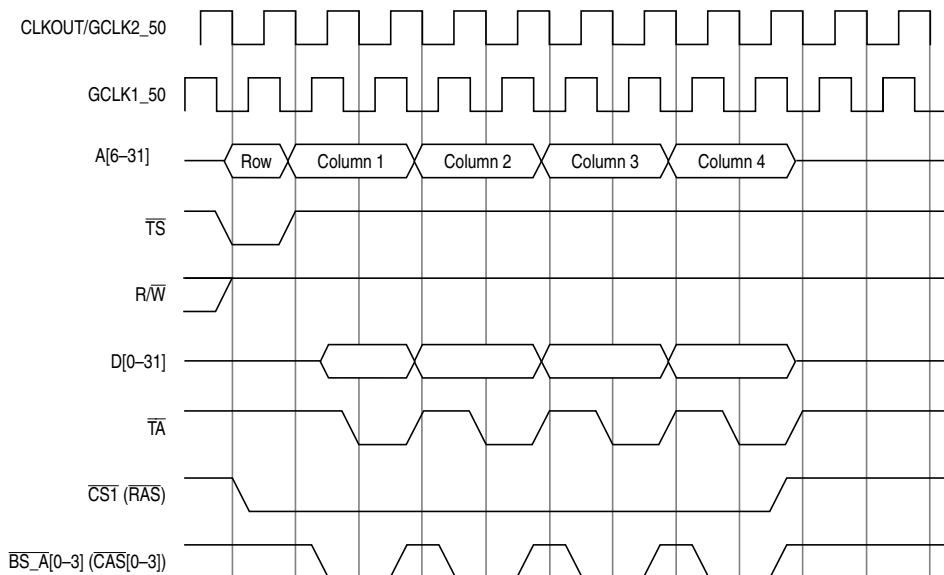 CLKOUT/GCLK2_50
GCLK1_50
A[6–31]
Row
Column 1
Column 2
Column 3
Column 4
TS
R/W
D[0–31]
TA
CS1 (RAS)
BS_A[0–3] (CAS[0–3])